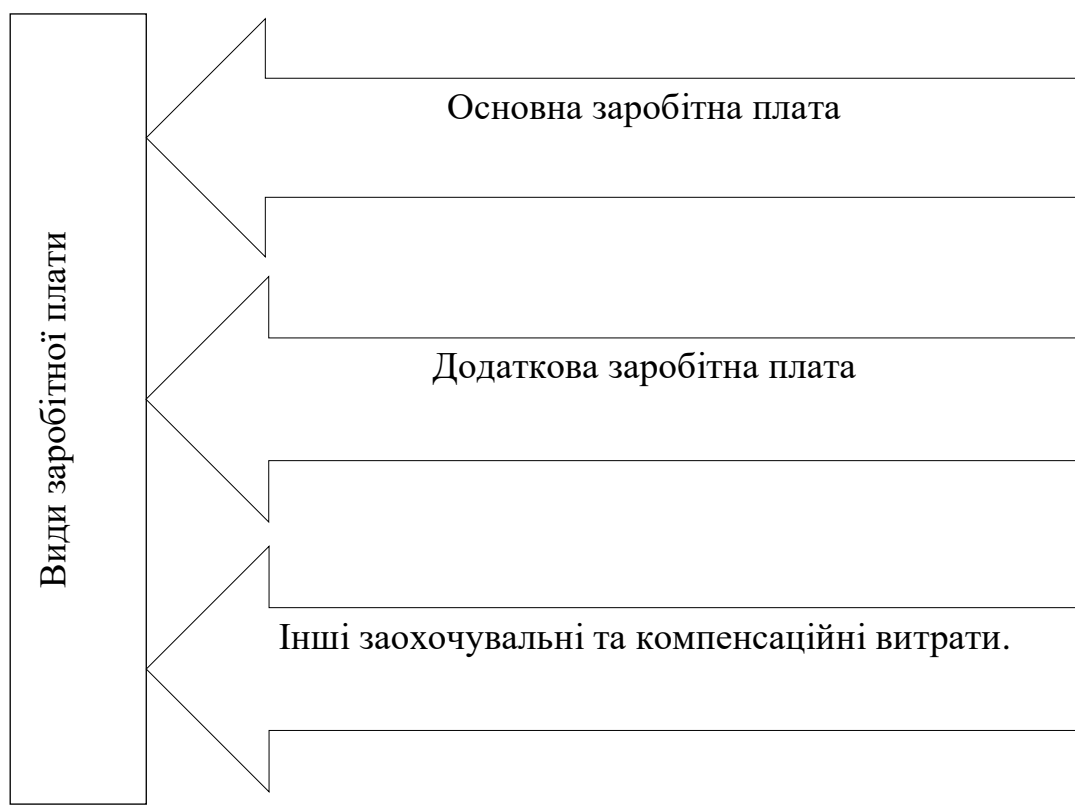 Види заробітної плати
Основна заробітна плата
Додаткова заробітна плата
Інші заохочувальні та компенсаційні витрати.